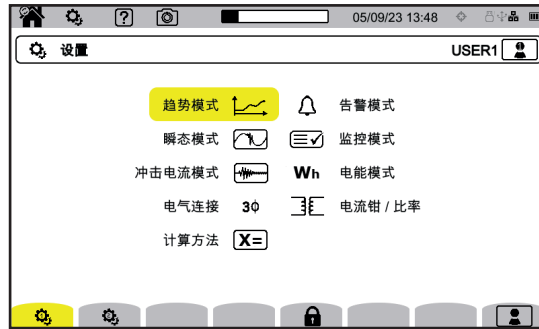 05/09/23 13:48
设置 USER1
趋势模式 告警模式
瞬态模式 监控模式
冲击电流模式 Wh 电能模式
电气连接 3Φ 电流钳 / 比率
计算方法 X=